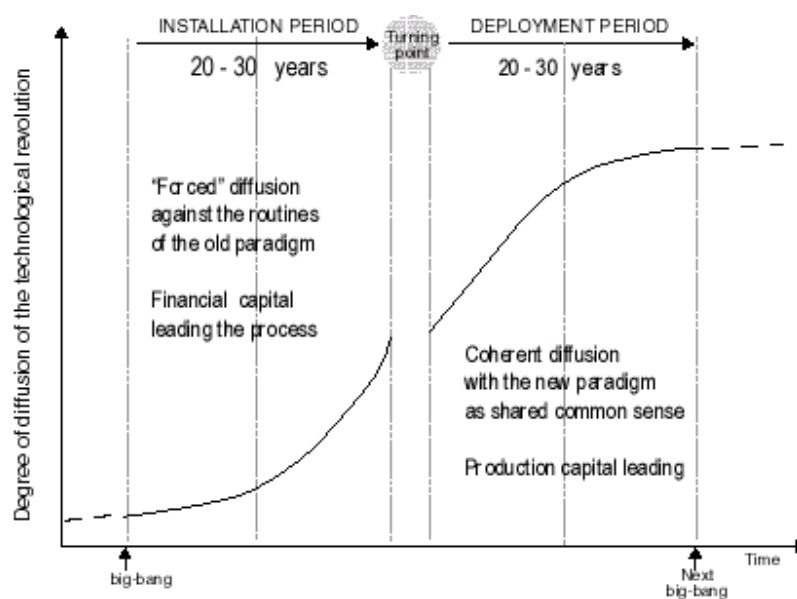 INSTALLATION PERIOD
20 - 30 years
Turning
point
DEPLOYMENT PERIOD
20 - 30 years
Degree of diffusion of the technological revolution
"Forced" diffusion
against the routines
of the old paradigm
Financial capital
leading the process
Coherent diffusion
with the new paradigm
as shared common sense
Production capital leading
big-bang
Next
big-bang
Time